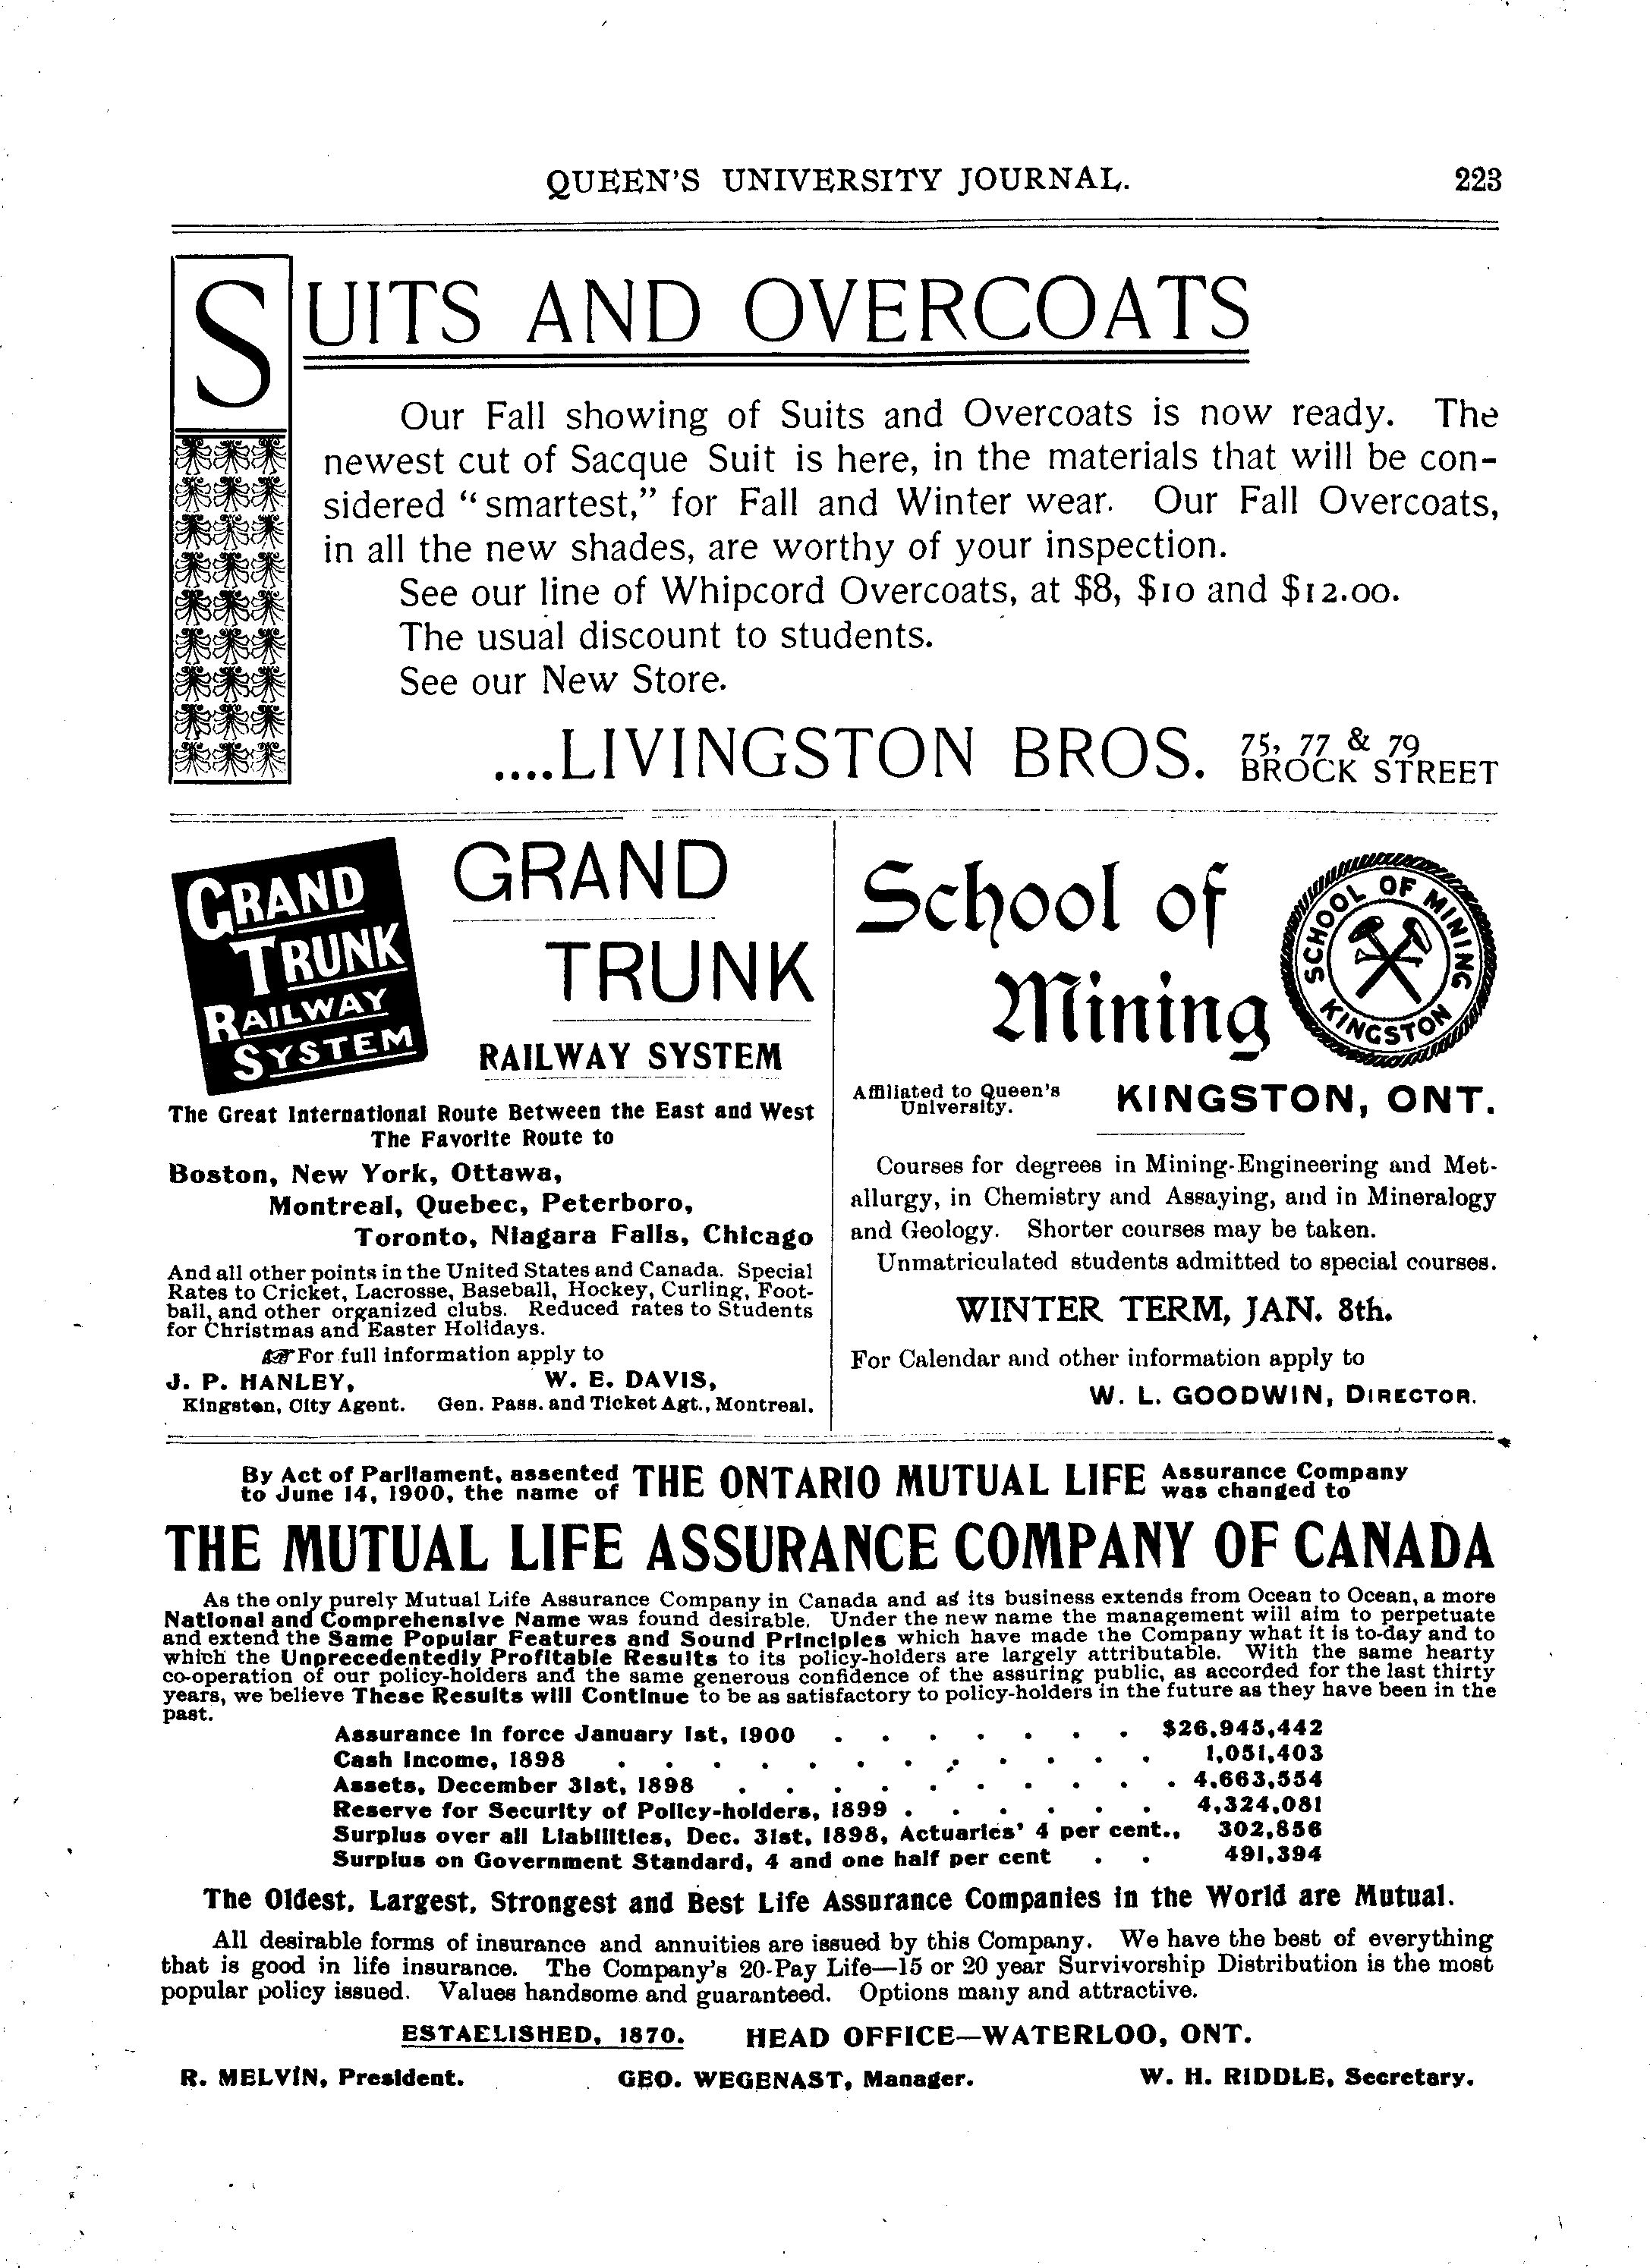 QUEEN'S UNIVERSITY JOURNAL. 223
SUITS AND OVERCOATS
Our Fall showing of Suits and Overcoats is now ready. The
newest cut of Sacque Suit is here, in the materials that will be con-
sidered "smartest," for Fall and Winter wear. Our Fall Overcoats,
in all the new shades, are worthy of your inspection.
See our line of Whipcord Overcoats, at $8, $10 and $12.00.
The usual discount to students.
See our New Store.
....LIVINGSTON BROS. 75, 77 & 79
BROCK STREET
GRAND
TRUNK
RAILWAY
SYSTEM
GRAND
TRUNK
RAILWAY SYSTEM
The Great International Route Between the East and West
The Favorite Route to
Boston, New York, Ottawa,
Montreal, Quebec, Peterboro,
Toronto, Niagara Falls, Chicago
And all other points in the United States and Canada. Special
Rates to Cricket, Lacrosse, Baseball, Hockey, Curling, Foot-
ball, and other organized clubs. Reduced rates to Students
for Christmas and Easter Holidays.
☞For full information apply to
J. P. HANLEY, W. E. DAVIS,
Kingston, City Agent. Gen. Pass. and Ticket Agt., Montreal.
School of
Mining
SCHOOL OF MINING
KINGSTON
Affiliated to Queen's
University.
KINGSTON, ONT.
Courses for degrees in Mining-Engineering and Met-
allurgy, in Chemistry and Assaying, and in Mineralogy
and Geology. Shorter courses may be taken.
Unmatriculated students admitted to special courses.
WINTER TERM, JAN. 8th.
For Calendar and other information apply to
W. L. GOODWIN, DIRECTOR.
By Act of Parliament, assented
to June 14, 1900, the name of
THE ONTARIO MUTUAL LIFE
Assurance Company
was changed to
THE MUTUAL LIFE ASSURANCE COMPANY OF CANADA
As the only purely Mutual Life Assurance Company in Canada and as its business extends from Ocean to Ocean, a more
National and Comprehensive Name was found desirable. Under the new name the management will aim to perpetuate
and extend the Same Popular Features and Sound Principles which have made the Company what it is to-day and to
which the Unprecedentedly Profitable Results to its policy-holders are largely attributable. With the same hearty
co-operation of our policy-holders and the same generous confidence of the assuring public, as accorded for the last thirty
years, we believe These Results will Continue to be as satisfactory to policy-holders in the future as they have been in the
past.
Assurance in force January 1st, 1900 . . . . . . . $26,945,442
Cash Income, 1898 . . . . . . . . . . . . 1,051,403
Assets, December 31st, 1898 . . . . . . . . . . 4,663,554
Reserve for Security of Policy-holders, 1899 . . . . . . 4,324,081
Surplus over all Liabilities, Dec. 31st, 1898, Actuaries' 4 per cent., 302,856
Surplus on Government Standard, 4 and one half per cent . . 491,394
The Oldest, Largest, Strongest and Best Life Assurance Companies in the World are Mutual.
All desirable forms of insurance and annuities are issued by this Company. We have the best of everything
that is good in life insurance. The Company's 20-Pay Life—15 or 20 year Survivorship Distribution is the most
popular policy issued. Values handsome and guaranteed. Options many and attractive.
ESTAELISHED, 1870. HEAD OFFICE—WATERLOO, ONT.
R. MELVIN, President. GEO. WEGENAST, Manager. W. H. RIDDLE, Secretary.